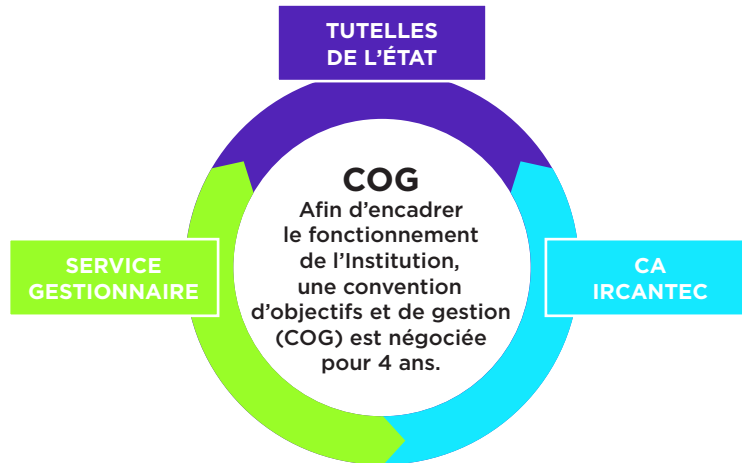 TUTELLES
DE L'ÉTAT
COG
Afin d'encadrer
le fonctionnement
de l'Institution,
une convention
d'objectifs et de gestion
(COG) est négociée
pour 4 ans.
SERVICE
GESTIONNAIRE
CA
IRCANTEC